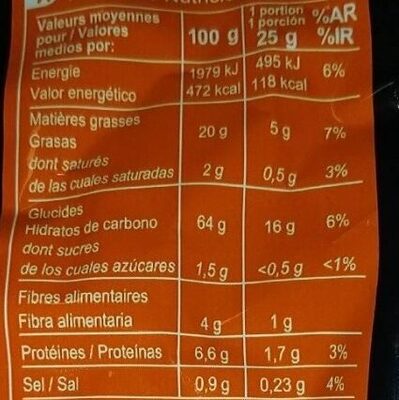 Valeurs moyennes pour / Valores medios por: 100 g 1 portion 1 porción 25 g %AR %IR
Energie 1979 kJ 495 kJ 6%
Valor energético 472 kcal 118 kcal
Matières grasses
Grasas 20 g 5 g 7%
dont saturés
de las cuales saturadas 2 g 0,5 g 3%
Glucides
Hidratos de carbono 64 g 16 g 6%
dont sucres
de los cuales azúcares 1,5 g <0,5 g <1%
Fibres alimentaires
Fibra alimentaria 4 g 1 g
Protéines / Proteínas 6,6 g 1,7 g 3%
Sel / Sal 0,9 g 0,23 g 4%